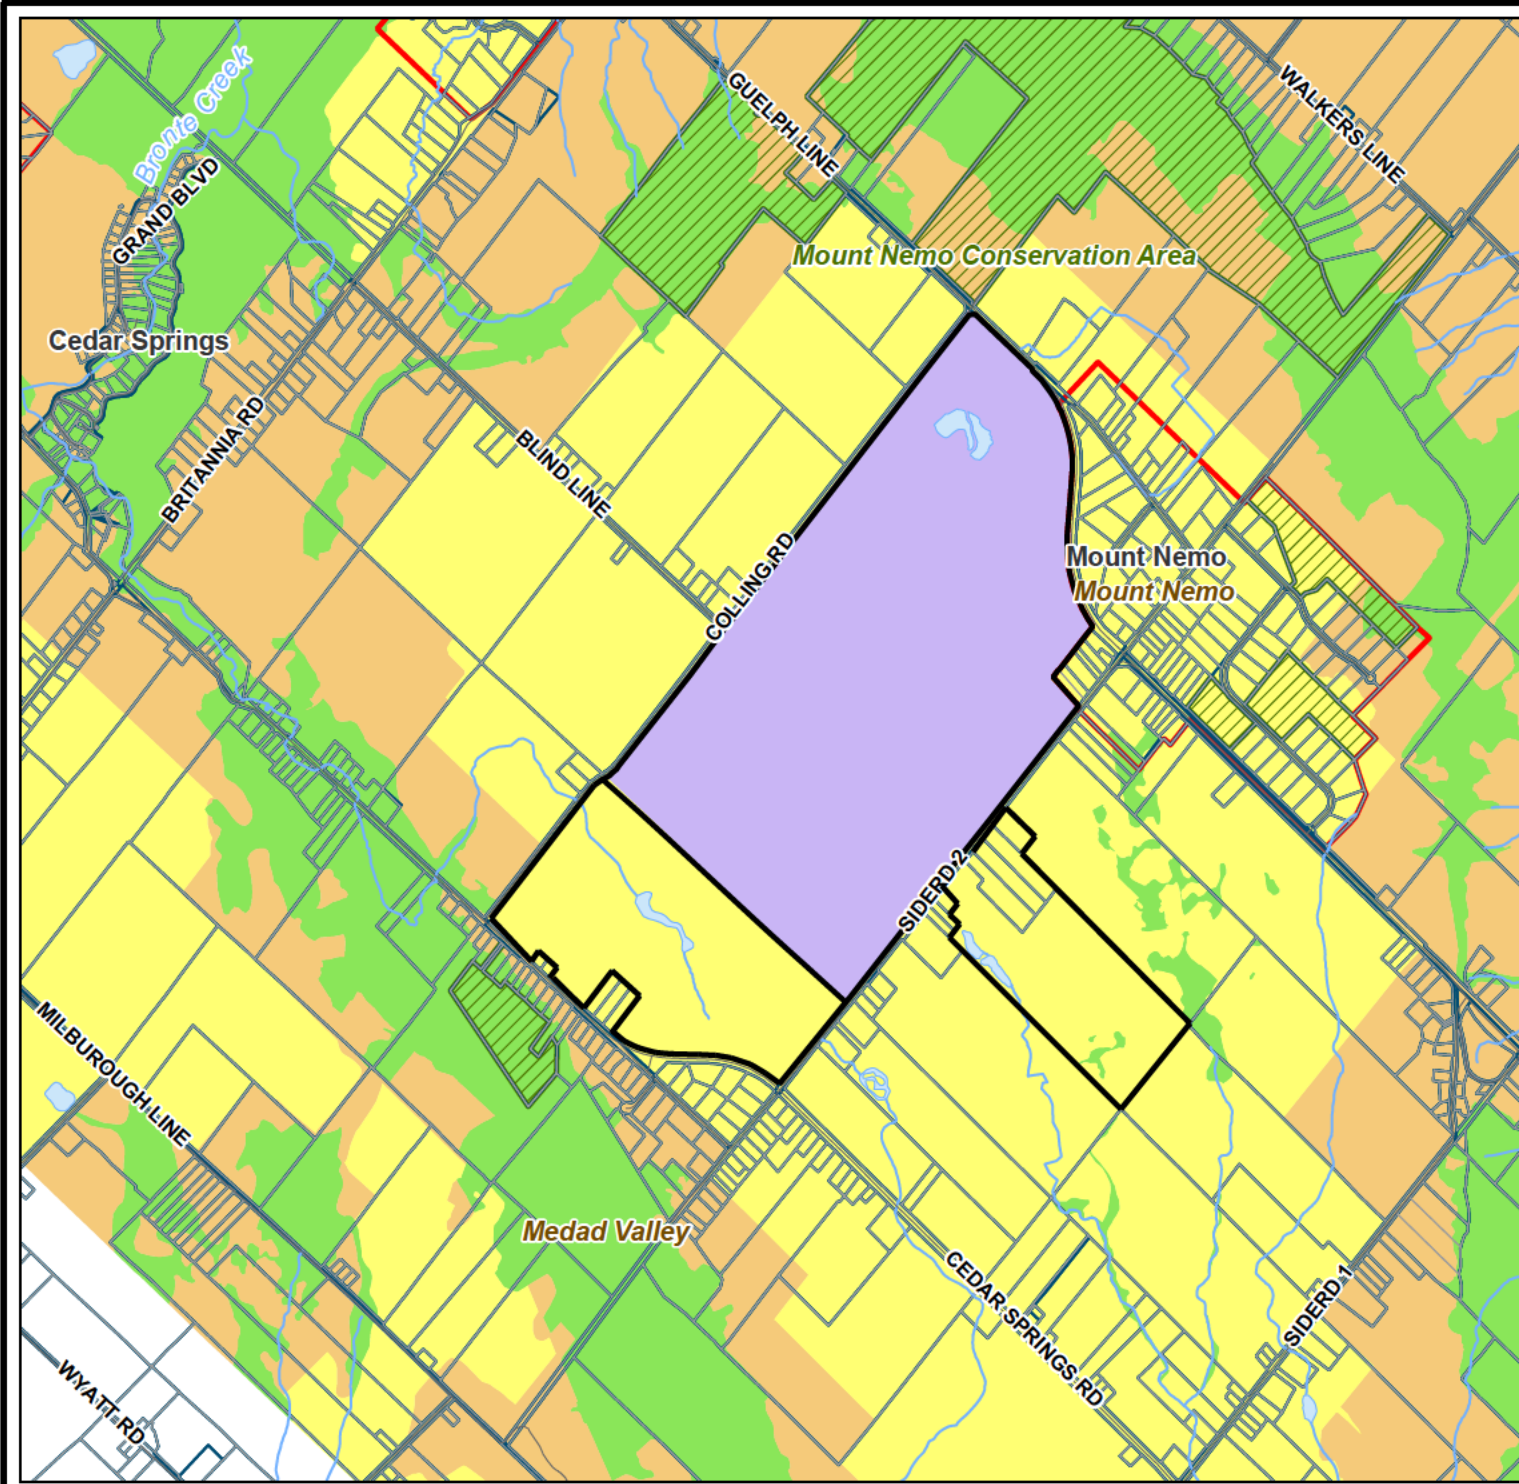 Bronte Creek
GUELPH LINE
WALKERS LINE
GRAND BLVD
Mount Nemo Conservation Area
Cedar Springs
BRITANNIA RD
BLIND LINE
COLLING RD
Mount Nemo
Mount Nemo
SIDERD 2
MILBOROUGH LINE
Medad Valley
CEDAR SPRINGS RD
SIDERD 1
WYATT RD